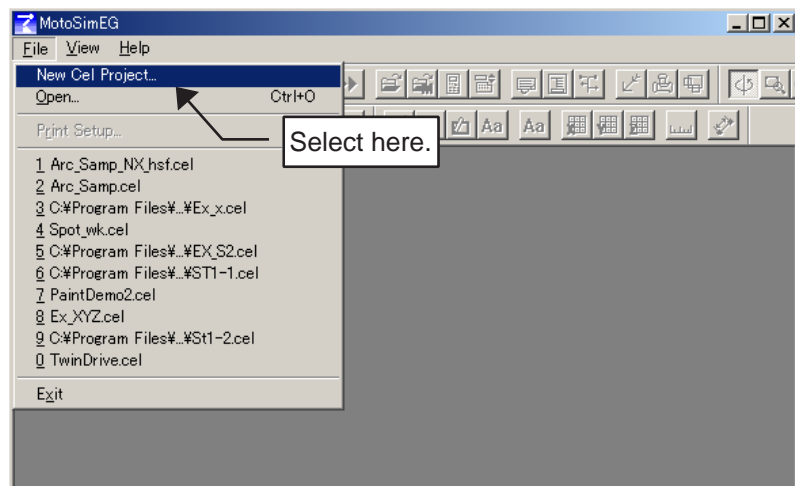 MotoSimEG
File View Help
New Cel Project...
Open... Ctrl+O
Print Setup...
Select here.
1 Arc_Samp_NX_hsf.cel
2 Arc_Samp.cel
3 C:¥Program Files¥...¥Ex_x.cel
4 Spot_wk.cel
5 C:¥Program Files¥...¥EX_S2.cel
6 C:¥Program Files¥...¥ST1-1.cel
7 PaintDemo2.cel
8 Ex_XYZ.cel
9 C:¥Program Files¥...¥St1-2.cel
0 TwinDrive.cel
Exit
Aa Aa